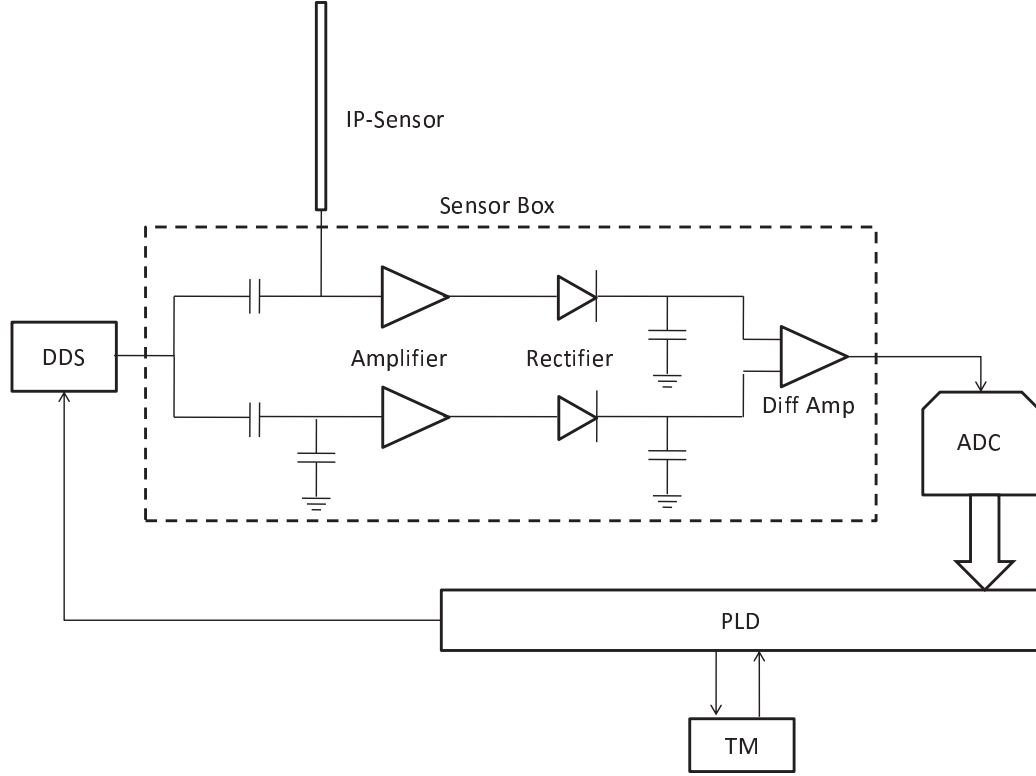 IP-Sensor
Sensor Box
DDS
Amplifier
Rectifier
Diff Amp
ADC
PLD
TM